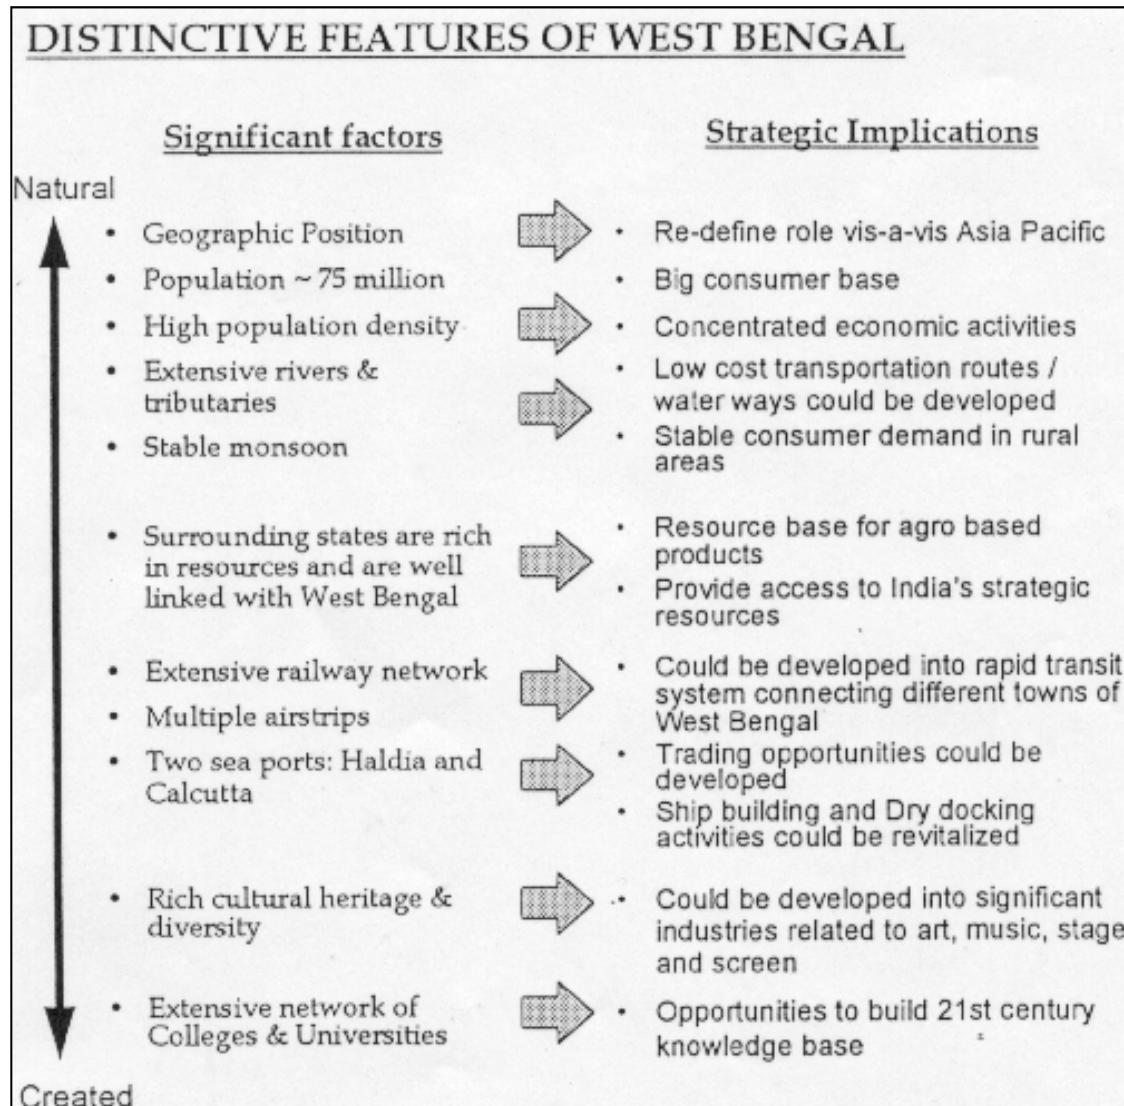 DISTINCTIVE FEATURES OF WEST BENGAL
Significant factors
Strategic Implications
Natural
• Geographic Position
• Population ~ 75 million
• High population density
• Extensive rivers &
tributaries
• Stable monsoon
• Surrounding states are rich
in resources and are well
linked with West Bengal
• Extensive railway network
• Multiple airstrips
• Two sea ports: Haldia and
Calcutta
• Rich cultural heritage &
diversity
• Extensive network of
Colleges & Universities
Created
• Re-define role vis-a-vis Asia Pacific
• Big consumer base
• Concentrated economic activities
• Low cost transportation routes /
water ways could be developed
• Stable consumer demand in rural
areas
• Resource base for agro based
products
• Provide access to India's strategic
resources
• Could be developed into rapid transit
system connecting different towns of
West Bengal
• Trading opportunities could be
developed
• Ship building and Dry docking
activities could be revitalized
• Could be developed into significant
industries related to art, music, stage
and screen
• Opportunities to build 21st century
knowledge base